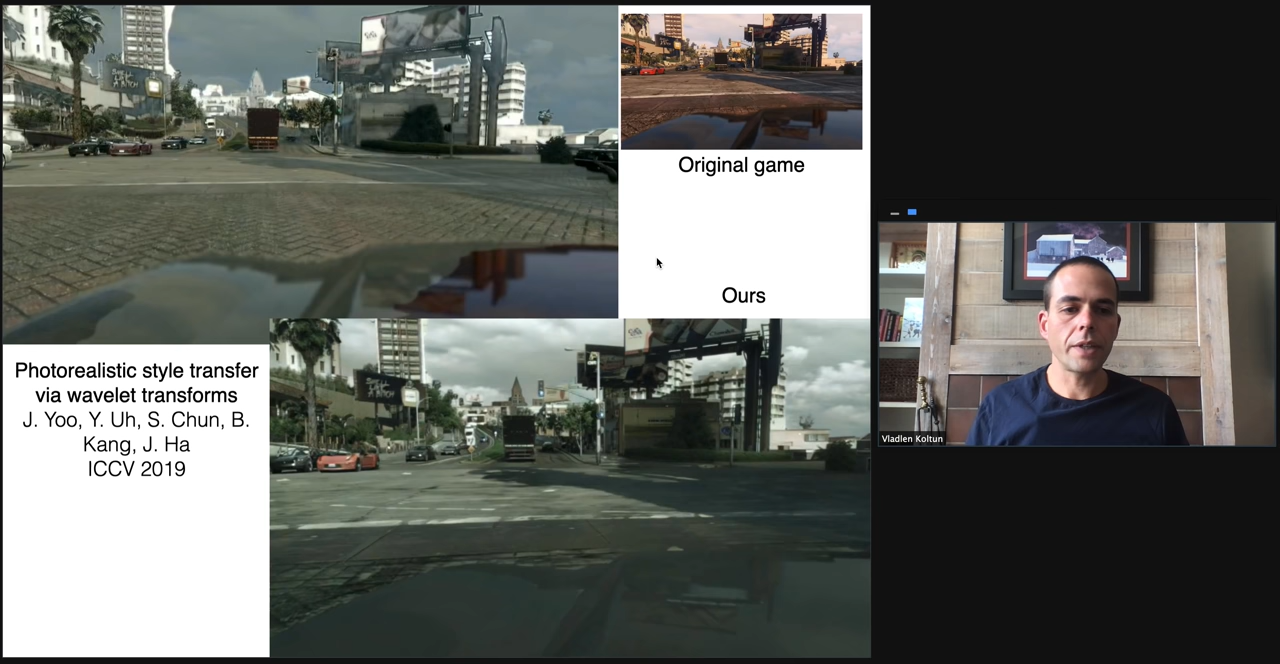 Original game
Ours
Photorealistic style transfer
via wavelet transforms
J. Yoo, Y. Uh, S. Chun, B.
Kang, J. Ha
ICCV 2019
Vladlen Koltun